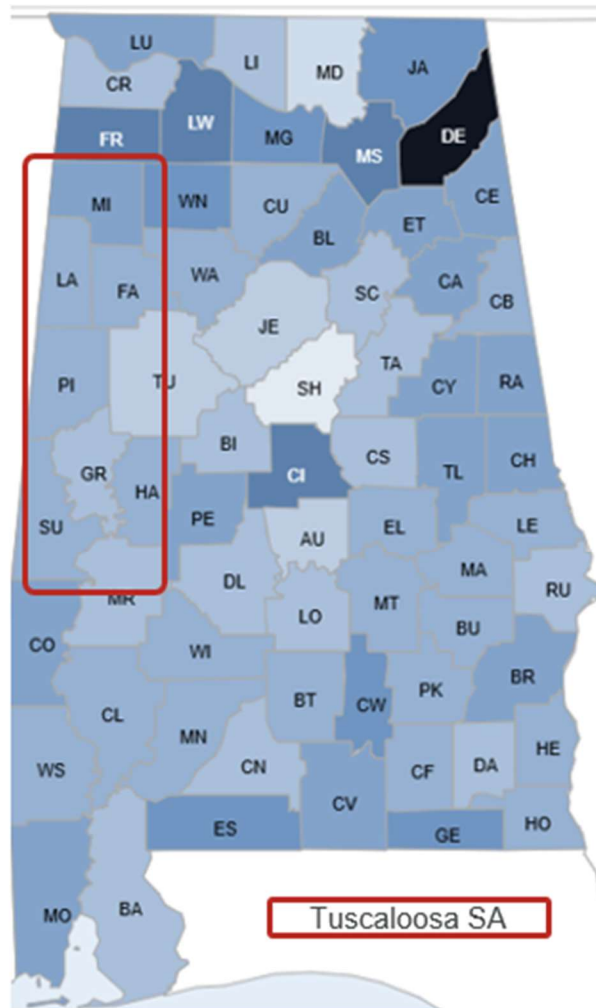 LU
LI
MD
JA
CR
FR
LW
MG
MS
DE
MI
WN
CU
BL
ET
CE
LA
FA
WA
SC
CA
CB
JE
TA
PI
TU
SH
CY
RA
GR
BI
CS
TL
CH
HA
CI
SU
PE
AU
EL
LE
MR
DL
MA
RU
LO
MT
BU
CO
WI
BR
BT
CW
PK
CL
MN
WS
CN
CF
DA
HE
ES
CV
GE
HO
MO
BA
Tuscaloosa SA